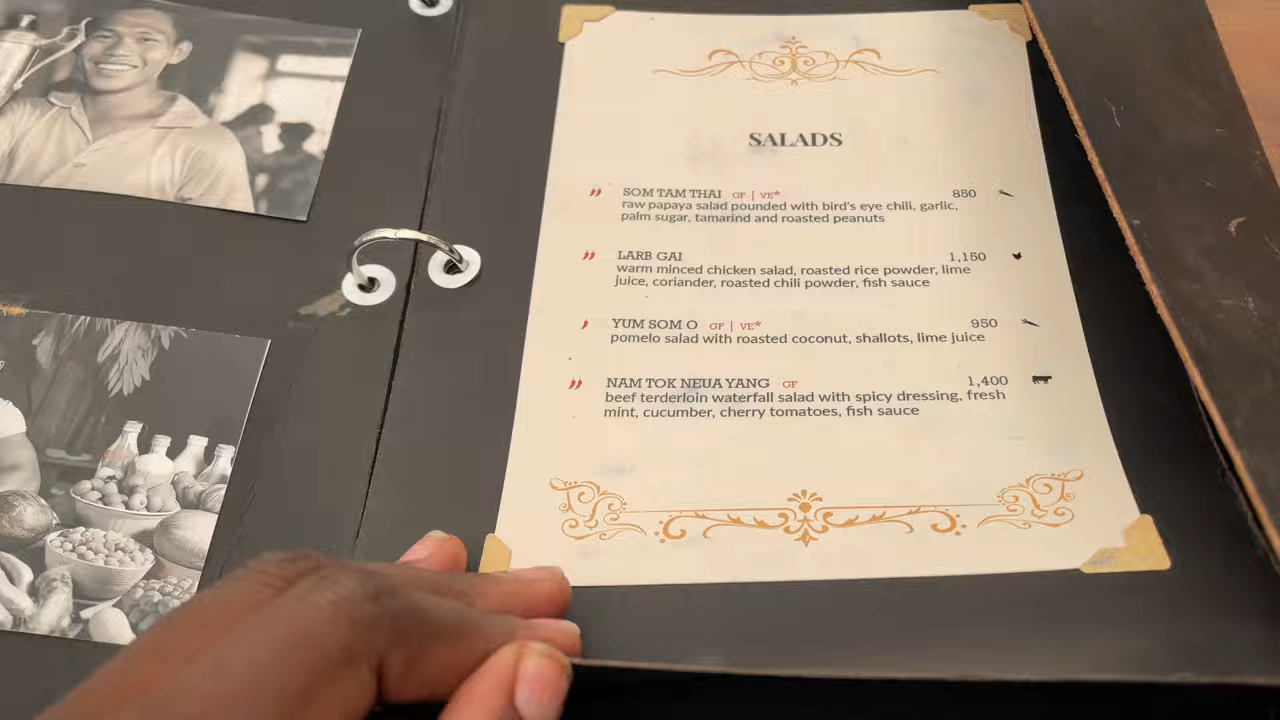 SALADS
SOM TAM THAI GF | VE* 850
raw papaya salad pounded with bird's eye chili, garlic,
palm sugar, tamarind and roasted peanuts
LARB GAI 1,150
warm minced chicken salad, roasted rice powder, lime
juice, coriander, roasted chili powder, fish sauce
YUM SOM O GF | VE* 950
pomelo salad with roasted coconut, shallots, lime juice
NAM TOK NEUA YANG GF 1,400
beef terderloin waterfall salad with spicy dressing, fresh
mint, cucumber, cherry tomatoes, fish sauce